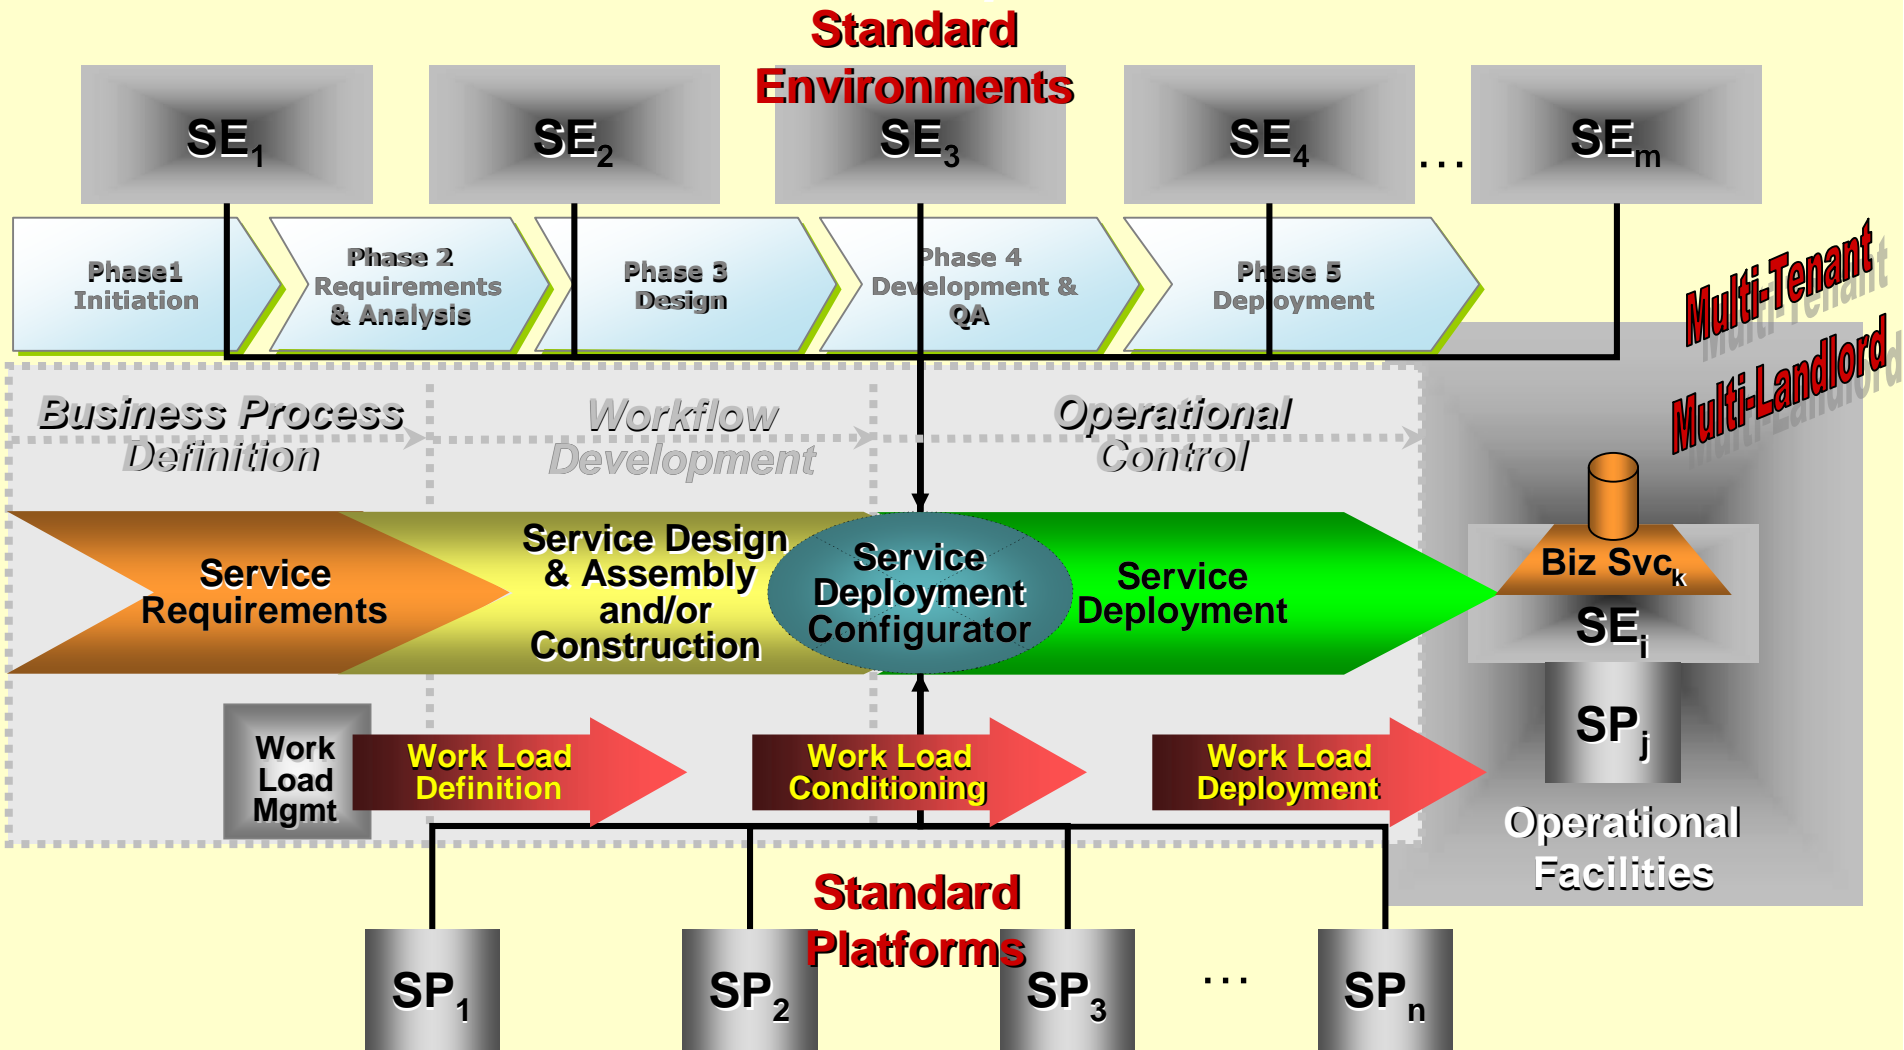 Standard
Environments
SE1
SE2
SE3
SE4
...
SEm
Phase1
Initiation
Phase 2
Requirements
& Analysis
Phase 3
Design
Phase 4
Development &
QA
Phase 5
Deployment
Multi-Tenant
Multi-Landlord
Business Process
Definition
Workflow
Development
Operational
Control
Service
Requirements
Service Design
& Assembly
and/or
Construction
Service
Deployment
Configurator
Service
Deployment
Biz Svck
SEi
SPj
Operational
Facilities
Work
Load
Mgmt
Work Load
Definition
Work Load
Conditioning
Work Load
Deployment
Standard
Platforms
SP1
SP2
SP3
...
SPn